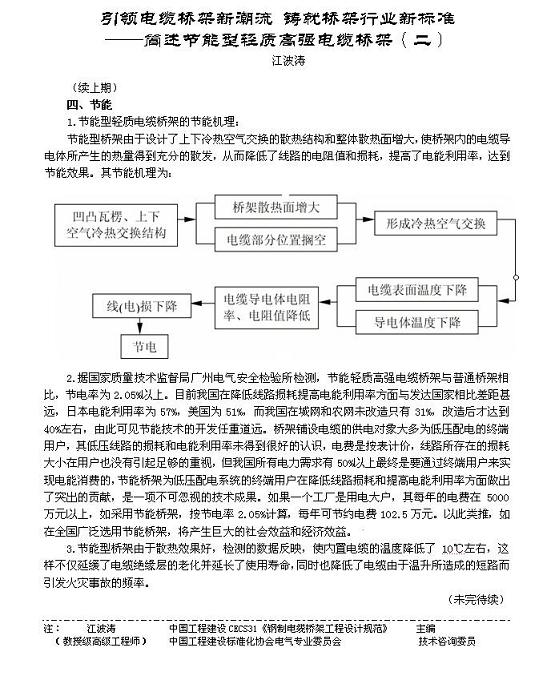 引领电缆桥架新潮流 铸就桥架行业新标准
——简述节能型轻质高强电缆桥架（二）
江波涛
（续上期）
四、节能
1.节能型轻质电缆桥架的节能机理：
节能型桥架由于设计了上下冷热空气交换的散热结构和整体散热面增大，使桥架内的电缆导
电体所产生的热量得到充分的散发，从而降低了线路的电阻值和损耗，提高了电能利用率，达到
节能效果。其节能机理为：
凹凸瓦楞、上下
空气冷热交换结构
桥架散热面增大
电缆部分位置搁空
形成冷热空气交换
电缆表面温度下降
导电体温度下降
电缆导电体电阻
率、电阻值降低
线(电)损下降
节电
2.据国家质量技术监督局广州电气安全检验所检测，节能轻质高强电缆桥架与普通桥架相
比，节电率为2.05%以上。目前我国在降低线路损耗提高电能利用率方面与发达国家相比差距甚
远，日本电能利用率为57%，美国为51%，而我国在城网和农网未改造只有31%，改造后才达到
40%左右，由此可见节能技术的开发任重道远。桥架铺设电缆的供电对象大多为低压配电的终端
用户，其低压线路的损耗和电能利用率未得到很好的认识，电费是按表计价，线路所存在的损耗
大小在用户也没有引起足够的重视，但我国所有电力需求有50%以上最终是要通过终端用户来实
现电能消费的，节能桥架为低压配电系统的终端用户在降低线路损耗和提高电能利用率方面做出
了突出的贡献，是一项不可忽视的技术成果。如果一个工厂是用电大户，其每年的电费在 5000
万元以上，如采用节能桥架，按节电率 2.05%计算，每年可节约电费 102.5 万元。以此类推，如
在全国广泛选用节能桥架，将产生巨大的社会效益和经济效益。
3.节能型桥架由于散热效果好，检测的数据反映，使内置电缆的温度降低了 10℃左右，这
样不仅延缓了电缆绝缘层的老化并延长了使用寿命，同时也降低了电缆由于温升所造成的短路而
引发火灾事故的频率。
（未完待续）
注： 江波涛 中国工程建设CECS31《钢制电缆桥架工程设计规范》 主编
（教授级高级工程师） 中国工程建设标准化协会电气专业委员会 技术咨询委员